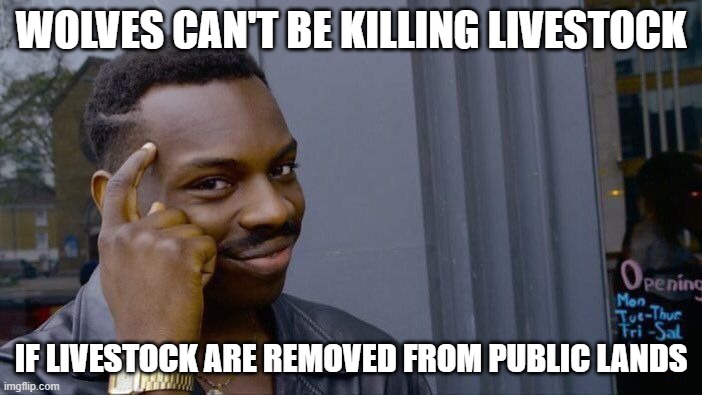 WOLVES CAN'T BE KILLING LIVESTOCK
Opening
Mon
Tue-Thur
Fri -Sat
IF LIVESTOCK ARE REMOVED FROM PUBLIC LANDS
imgflip.com